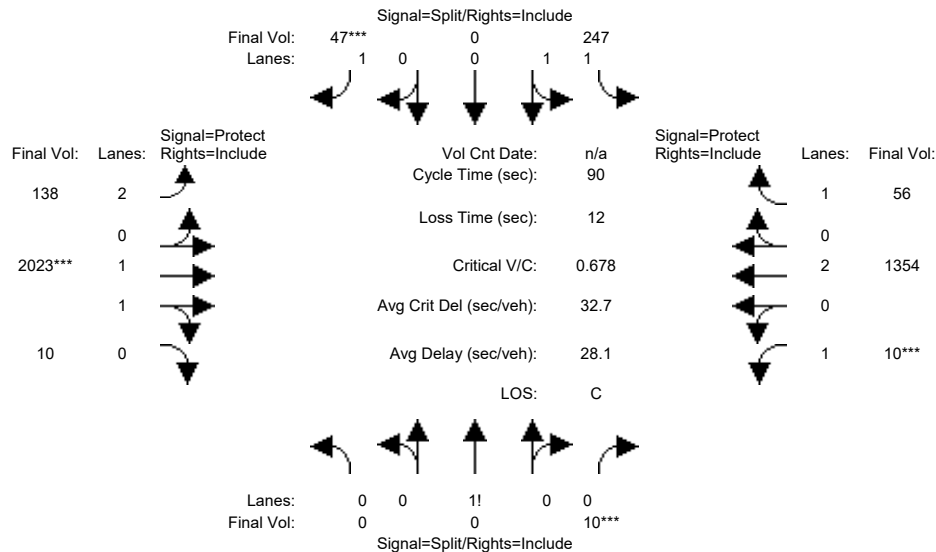 Signal=Split/Rights=Include
Final Vol: 47*** 0 247
Lanes: 1 0 0 1 1
Signal=Protect Signal=Protect
Final Vol: Lanes: Rights=Include Vol Cnt Date: n/a Rights=Include Lanes: Final Vol:
Cycle Time (sec): 90
138 2 1 56
Loss Time (sec): 12
0 0
2023*** 1 Critical V/C: 0.678 2 1354
1 Avg Crit Del (sec/veh): 32.7 0
10 0 Avg Delay (sec/veh): 28.1 1 10***
LOS: C
Lanes: 0 0 1! 0 0
Final Vol: 0 0 10***
Signal=Split/Rights=Include